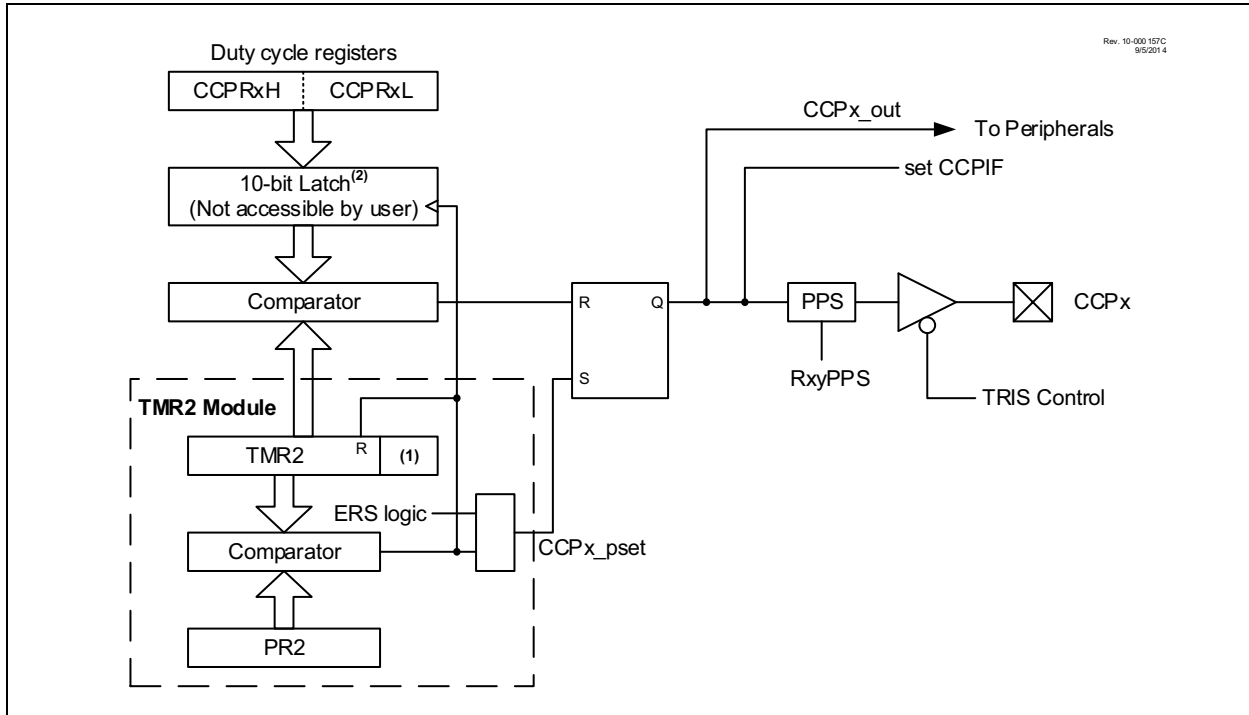 Rev. 10-000 157C
9/5/201 4
Duty cycle registers
CCPRxH CCPRxL
CCPx_out
To Peripherals
set CCPIF
10-bit Latch(2)
(Not accessible by user)
Comparator
R Q
S
PPS
CCPx
RxyPPS
TRIS Control
TMR2 Module
TMR2 R (1)
ERS logic
Comparator
CCPx_pset
PR2